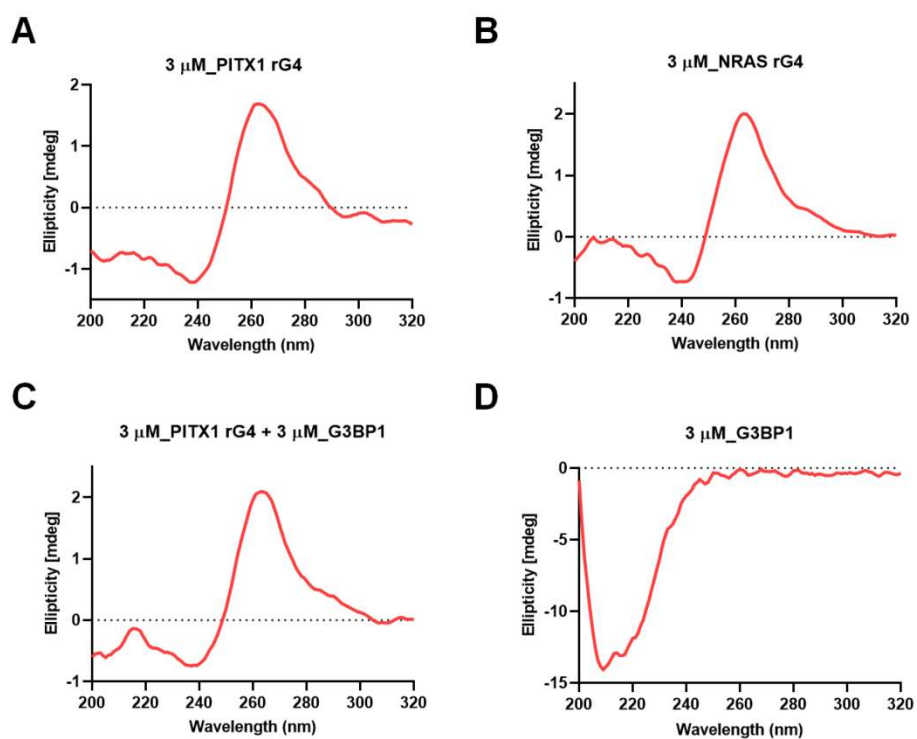 A
3 μM_PITX1 rG4
Ellipticity [mdeg]
2
1
0
-1
200 220 240 260 280 300 320
Wavelength (nm)
B
3 μM_NRAS rG4
Ellipticity [mdeg]
2
1
0
-1
200 220 240 260 280 300 320
Wavelength (nm)
C
3 μM_PITX1 rG4 + 3 μM_G3BP1
Ellipticity [mdeg]
2
1
0
-1
200 220 240 260 280 300 320
Wavelength (nm)
D
3 μM_G3BP1
Ellipticity [mdeg]
0
-5
-10
-15
200 220 240 260 280 300 320
Wavelength (nm)